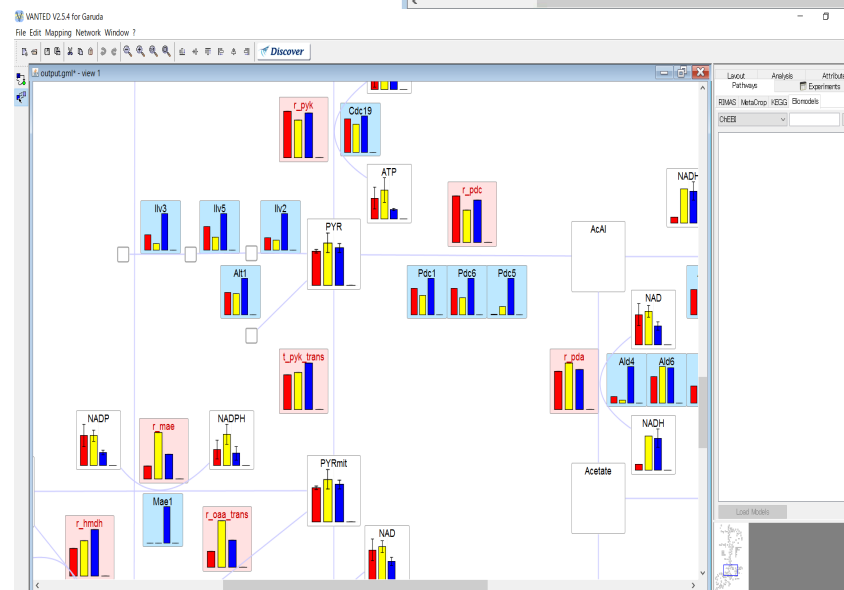 VANTED V2.5.4 for Garuda
File Edit Mapping Network Window ?
Discover
output.gml* - view 1
Layout Analysis Attribute
Pathways Experiments
RIMAS MetaCrop KEGG Biomodels
ChEBI
r_pyk
Cdc19
ATP
r_pdc
NADH
Ilv3
Ilv5
Ilv2
PYR
AcAl
Alt1
Pdc1
Pdc6
Pdc5
NAD
t_pyk_trans
r_pda
Ald4
Ald6
NADP
r_mae
NADPH
NADH
PYRmit
Acetate
Mae1
r_oaa_trans
r_hmdh
NAD
Load Models